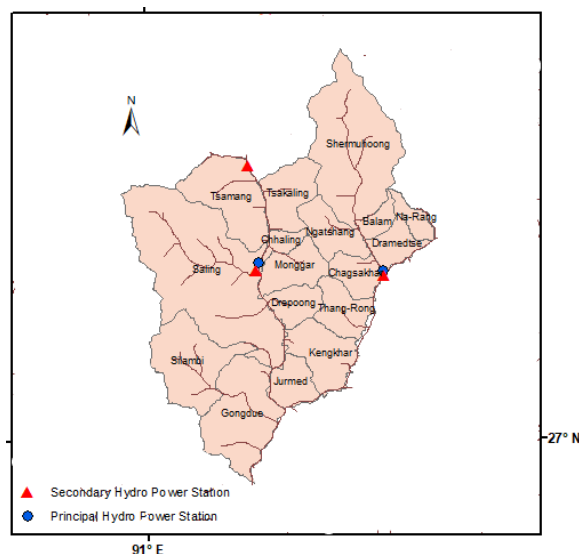 N
Shermuhoong
Tsamang
Tsakaling
Balam
Na-Rang
Ngatshang
Chhaling
Dramedtse
Saling
Monggar
Chagsakhar
Drepoong
Thang-Rong
Kengkhar
Silambi
Jurmed
Gongdue
27° N
Secondary Hydro Power Station
Principal Hydro Power Station
91° E